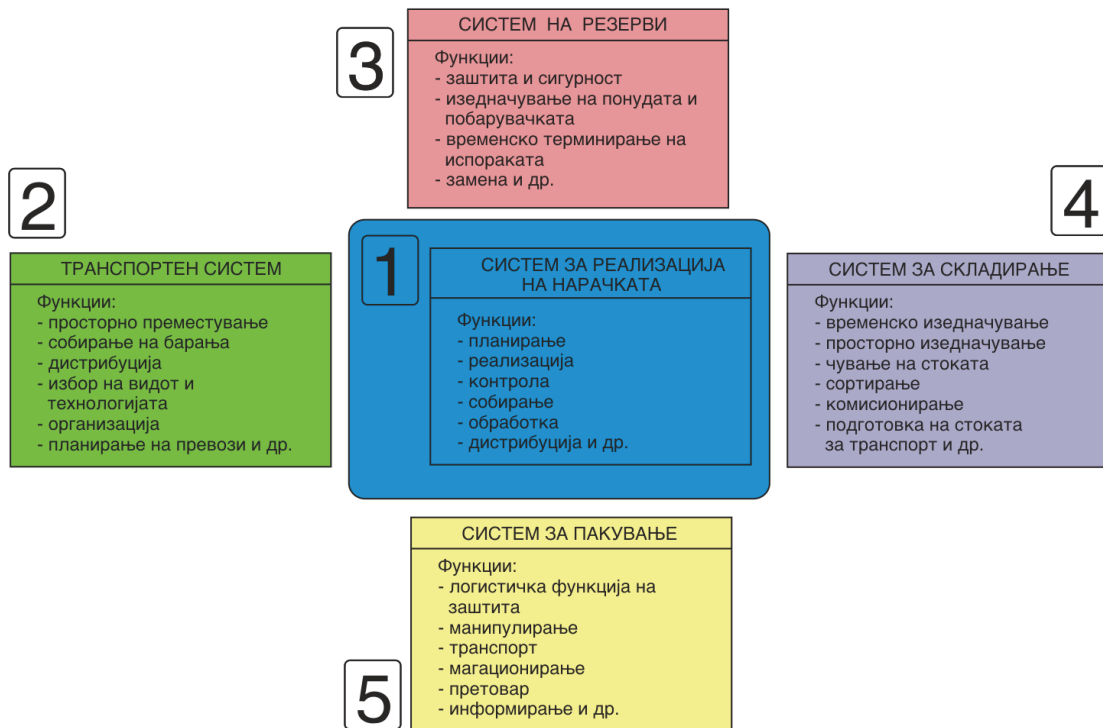 3
СИСТЕМ НА РЕЗЕРВИ
Функции:
- заштита и сигурност
- изедначување на понудата и
побарувачката
- временско терминирање на
испораката
- замена и др.
2
ТРАНСПОРТЕН СИСТЕМ
Функции:
- просторно преместување
- собирање на барања
- дистрибуција
- избор на видот и
технологијата
- организација
- планирање на превози и др.
1
СИСТЕМ ЗА РЕАЛИЗАЦИЈА
НА НАРАЧКАТА
Функции:
- планирање
- реализација
- контрола
- собирање
- обработка
- дистрибуција и др.
4
СИСТЕМ ЗА СКЛАДИРАЊЕ
Функции:
- временско изедначување
- просторно изедначување
- чување на стоката
- сортирање
- комисионирање
- подготовка на стоката
за транспорт и др.
5
СИСТЕМ ЗА ПАКУВАЊЕ
Функции:
- логистичка функција на
заштита
- манипулирање
- транспорт
- магационирање
- претовар
- информирање и др.